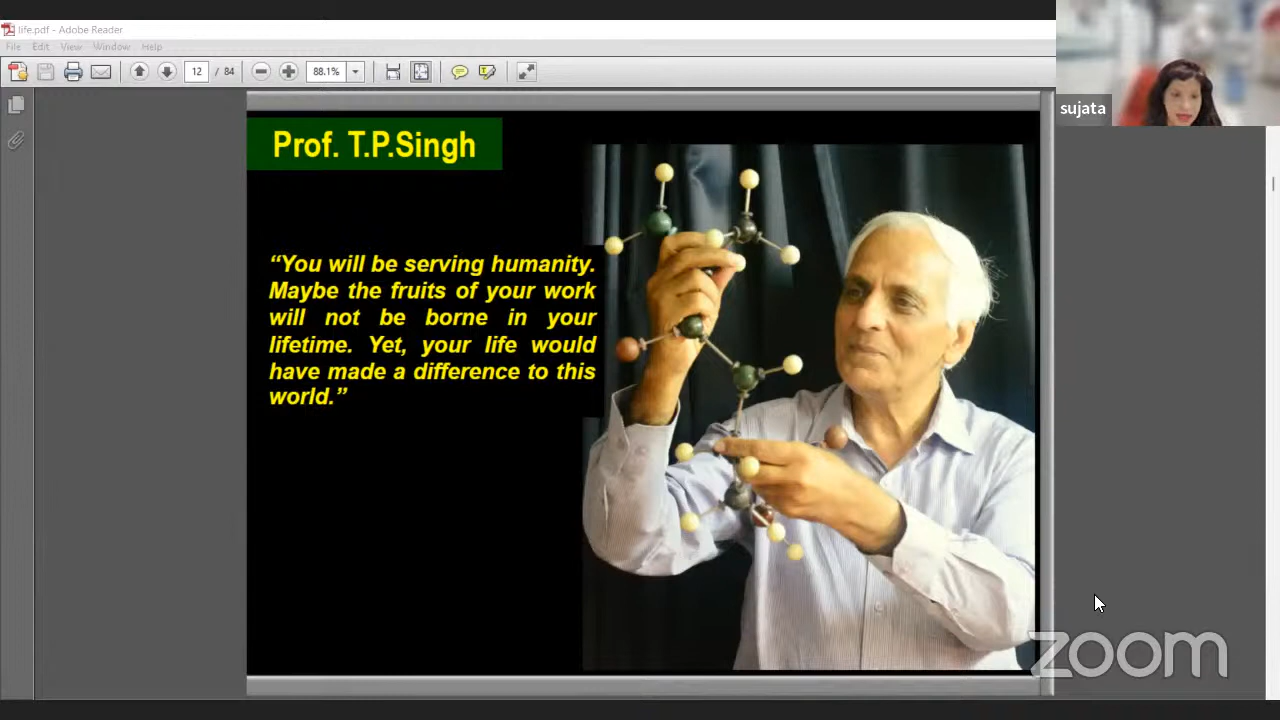 life.pdf - Adobe Reader
File Edit View Window Help
12 / 84 88.1%
sujata
Prof. T.P.Singh
“You will be serving humanity.
Maybe the fruits of your work
will not be borne in your
lifetime. Yet, your life would
have made a difference to this
world.”
zoom